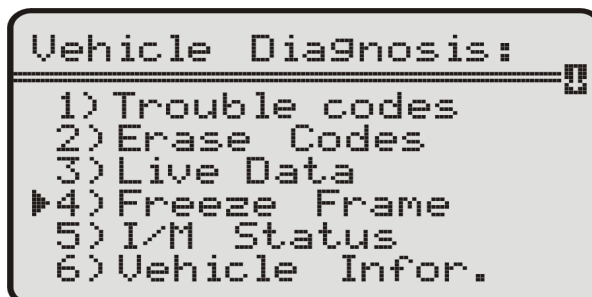 Vehicle Diagnosis:
1) Trouble codes
2) Erase Codes
3) Live Data
4) Freeze Frame
5) I/M Status
6) Vehicle Infor.